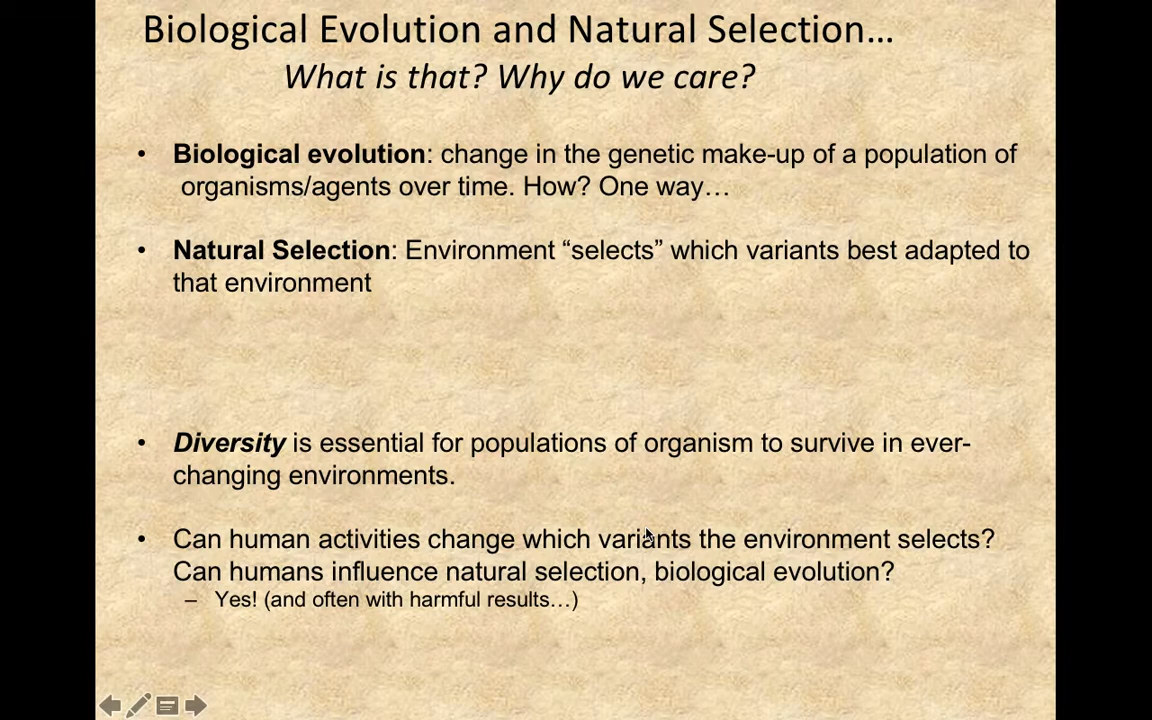 Biological Evolution and Natural Selection…
What is that? Why do we care?
• Biological evolution: change in the genetic make-up of a population of
organisms/agents over time. How? One way…
• Natural Selection: Environment “selects” which variants best adapted to
that environment
• Diversity is essential for populations of organism to survive in ever-
changing environments.
• Can human activities change which variants the environment selects?
Can humans influence natural selection, biological evolution?
– Yes! (and often with harmful results…)